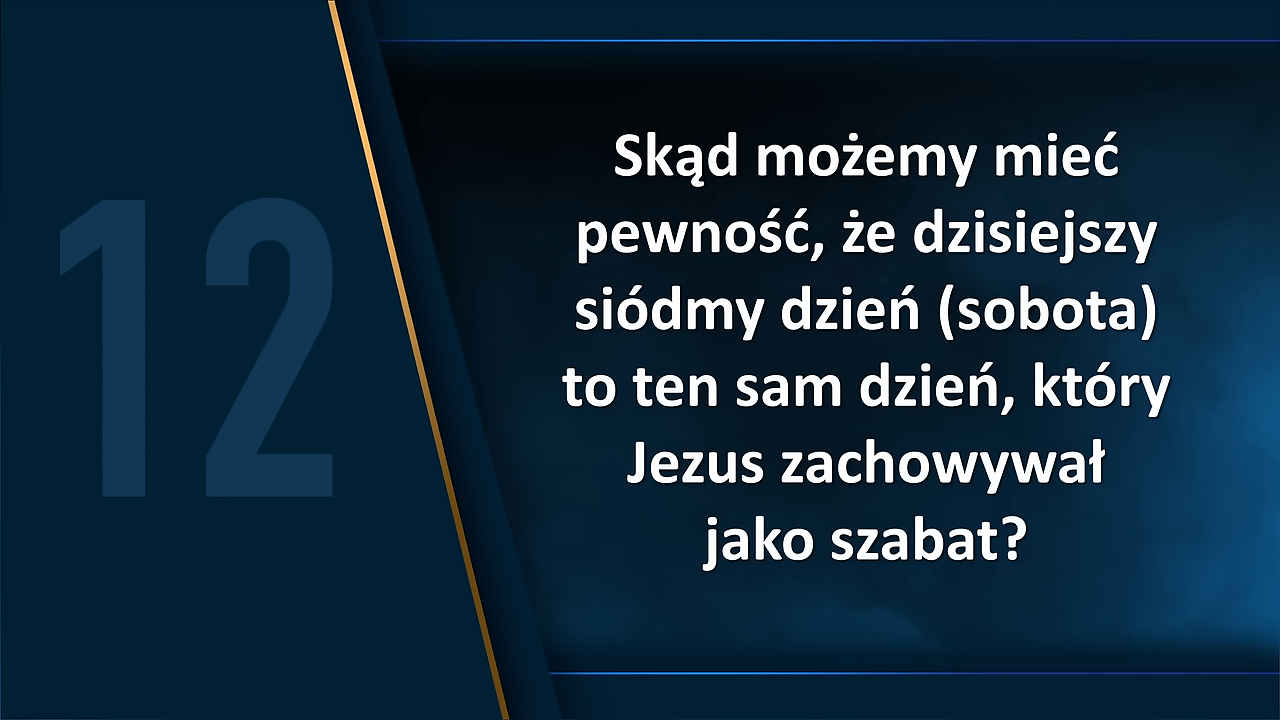 12
Skąd możemy mieć
pewność, że dzisiejszy
siódmy dzień (sobota)
to ten sam dzień, który
Jezus zachowywał
jako szabat?